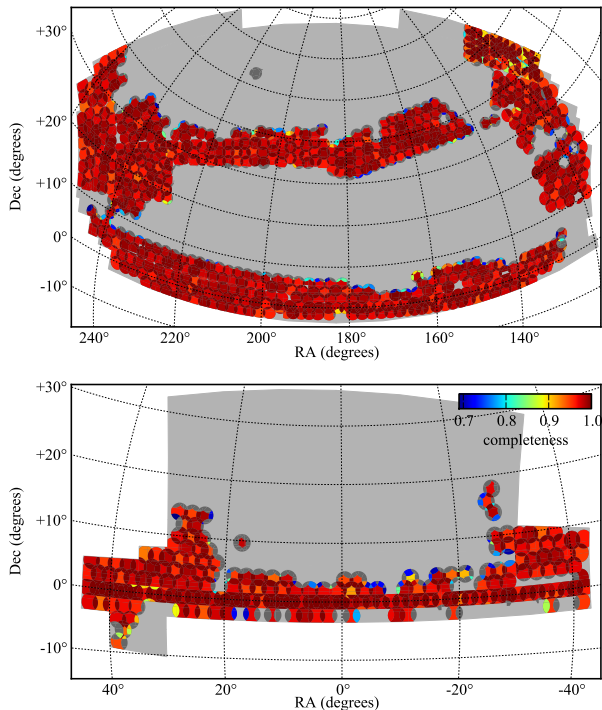 +30°
+20°
+10°
0°
-10°
Dec (degrees)
240° 220° 200° 180° 160° 140°
RA (degrees)
+30°
+20°
+10°
0°
-10°
Dec (degrees)
0.7 0.8 0.9 1.0
completeness
40° 20° 0° -20° -40°
RA (degrees)